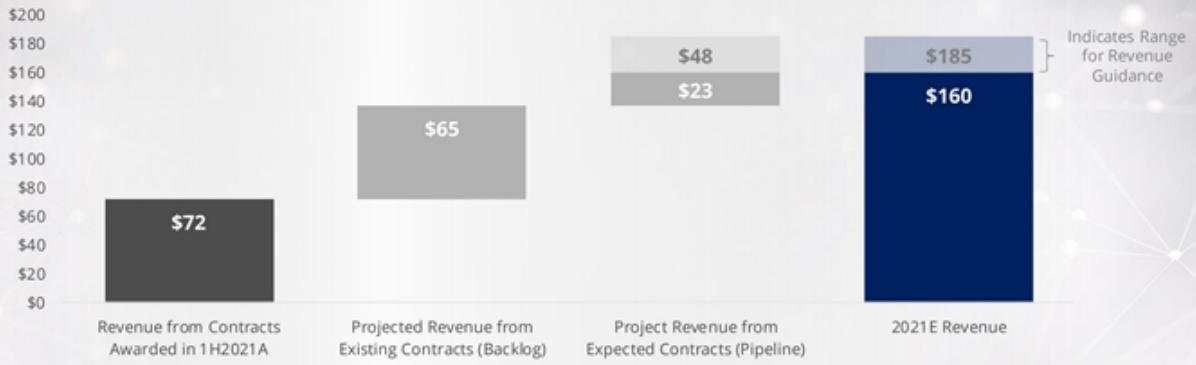 $200
$180
$160
$140
$120
$100
$80
$60
$40
$20
$0
$72
$65
$48
$23
$185
$160
Indicates Range
for Revenue
Guidance
Revenue from Contracts
Awarded in 1H2021A
Projected Revenue from
Existing Contracts (Backlog)
Project Revenue from
Expected Contracts (Pipeline)
2021E Revenue